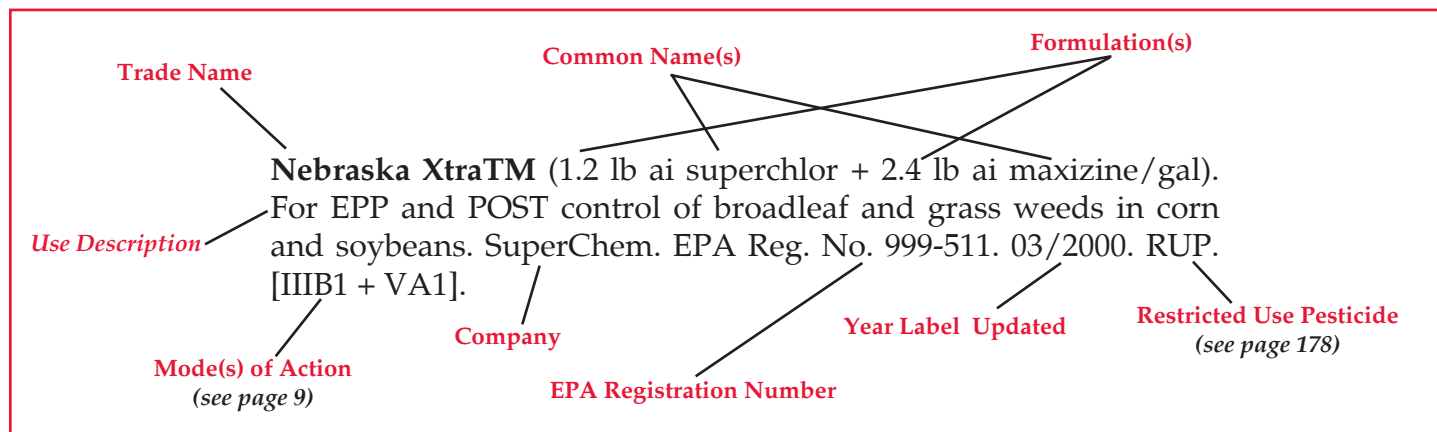 Trade Name
Common Name(s)
Formulation(s)
Nebraska XtraTM (1.2 lb ai superchlor + 2.4 lb ai maxizine/gal).
For EPP and POST control of broadleaf and grass weeds in corn
and soybeans. SuperChem. EPA Reg. No. 999-511. 03/2000. RUP.
[IIIB1 + VA1].
Use Description
Company
Year Label Updated
Restricted Use Pesticide
(see page 178)
Mode(s) of Action
(see page 9)
EPA Registration Number